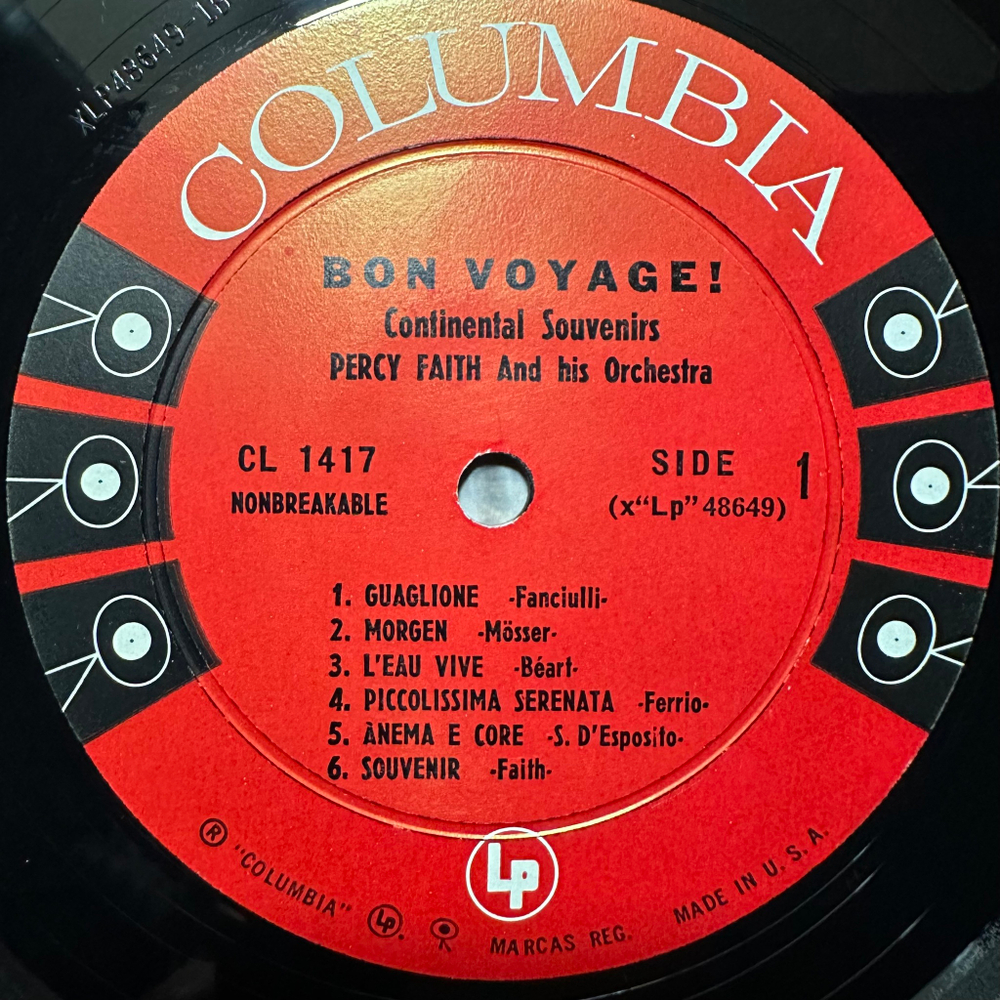 XLP48649-1B
COLUMBIA
BON VOYAGE!
Continental Souvenirs
PERCY FAITH And his Orchestra
CL 1417
NONBREAKABLE
SIDE 1
(x“Lp” 48649)
1. GUAGLIONE -Fanciulli-
2. MORGEN -Mösser-
3. L'EAU VIVE -Béart-
4. PICCOLISSIMA SERENATA -Ferrio-
5. ÀNEMA E CORE -S. D'Esposito-
6. SOUVENIR -Faith-
Lp
® "COLUMBIA" LP. MARCAS REG. MADE IN U. S. A.